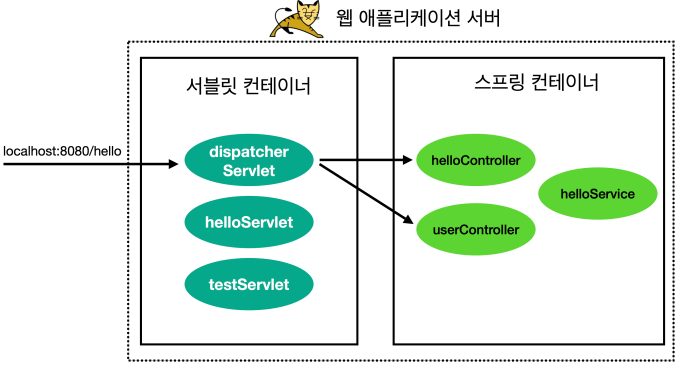 웹 애플리케이션 서버
서블릿 컨테이너
스프링 컨테이너
localhost:8080/hello
dispatcher
Servlet
helloServlet
testServlet
helloController
helloService
userController